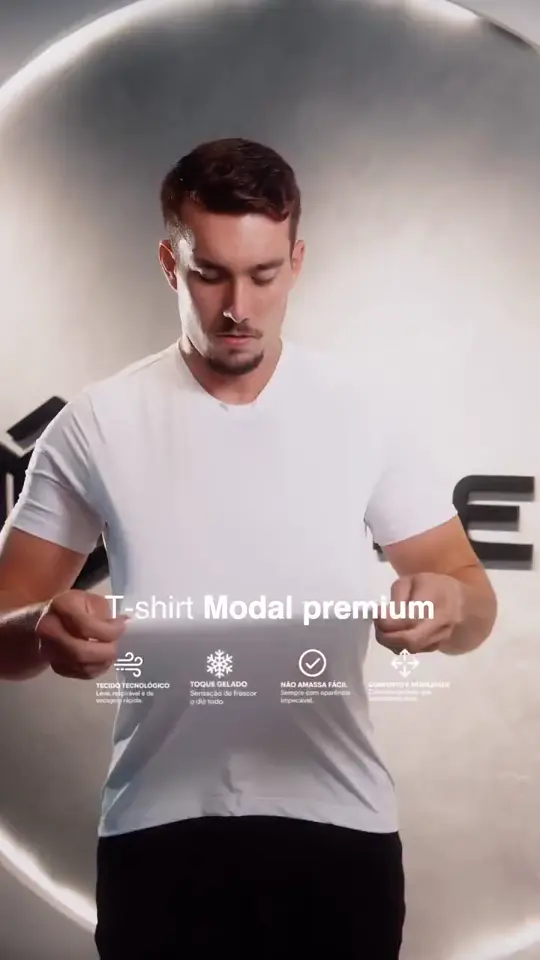 E
T-shirt Modal premium
TECIDO TECNOLÓGICO
Leve, respirável e de
secagem rápida.
TOQUE GELADO
Sensação de frescor
o dia todo.
NÃO AMASSA FÁCIL
Sempre com aparência
impecável.